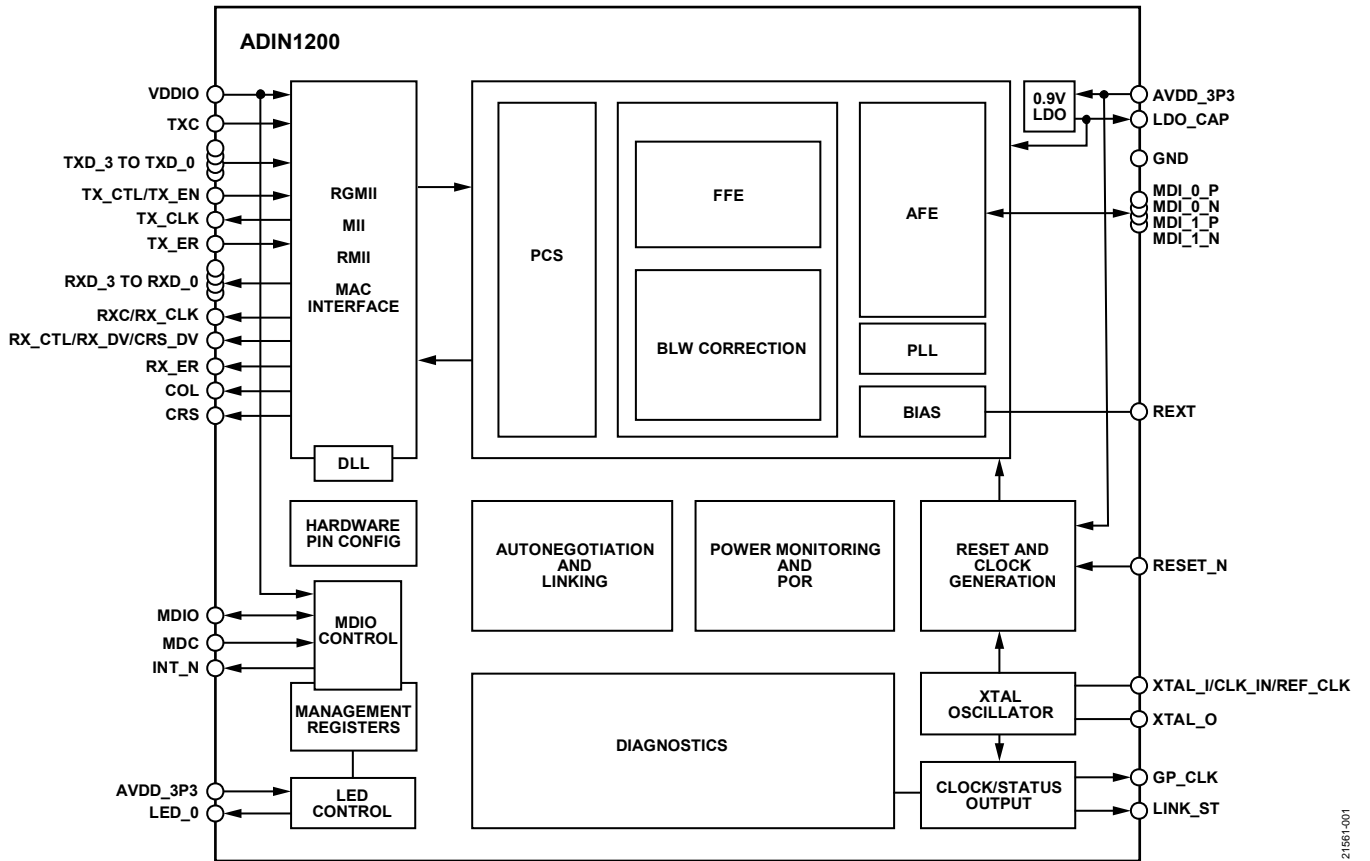 ADIN1200
VDDIO
TXC
TXD_3 TO TXD_0
TX_CTL/TX_EN
TX_CLK
TX_ER
RXD_3 TO RXD_0
RXC/RX_CLK
RX_CTL/RX_DV/CRS_DV
RX_ER
COL
CRS
MDIO
MDC
INT_N
AVDD_3P3
LED_0
RGMII
MII
RMII
MAC
INTERFACE
DLL
HARDWARE
PIN CONFIG
MDIO
CONTROL
MANAGEMENT
REGISTERS
LED
CONTROL
PCS
FFE
BLW CORRECTION
AFE
PLL
BIAS
0.9V
LDO
AUTONEGOTIATION
AND
LINKING
POWER MONITORING
AND
POR
RESET AND
CLOCK
GENERATION
DIAGNOSTICS
XTAL
OSCILLATOR
CLOCK/STATUS
OUTPUT
AVDD_3P3
LDO_CAP
GND
MDI_0_P
MDI_0_N
MDI_1_P
MDI_1_N
REXT
RESET_N
XTAL_I/CLK_IN/REF_CLK
XTAL_O
GP_CLK
LINK_ST
21561-001